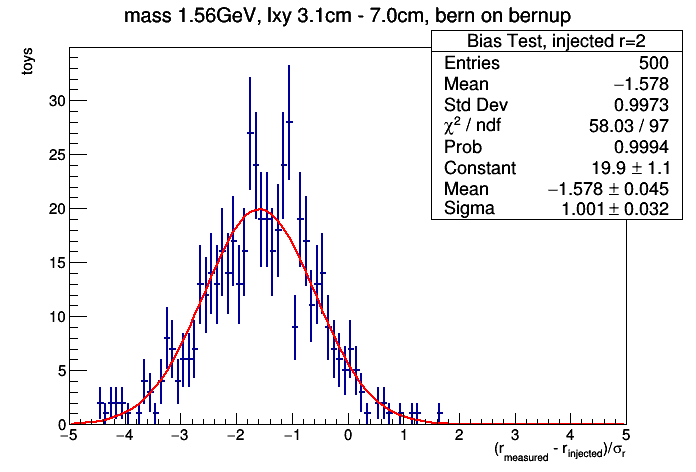 mass 1.56GeV, lxy 3.1cm - 7.0cm, bern on bernup
toys
Bias Test, injected r=2
Entries 500
Mean −1.578
Std Dev 0.9973
χ² / ndf 58.03 / 97
Prob 0.9994
Constant 19.9 ± 1.1
Mean −1.578 ± 0.045
Sigma 1.001 ± 0.032
30
25
20
15
10
5
0
−5 −4 −3 −2 −1 0 1 2 3 4 5
(r_measured - r_injected)/σ_r